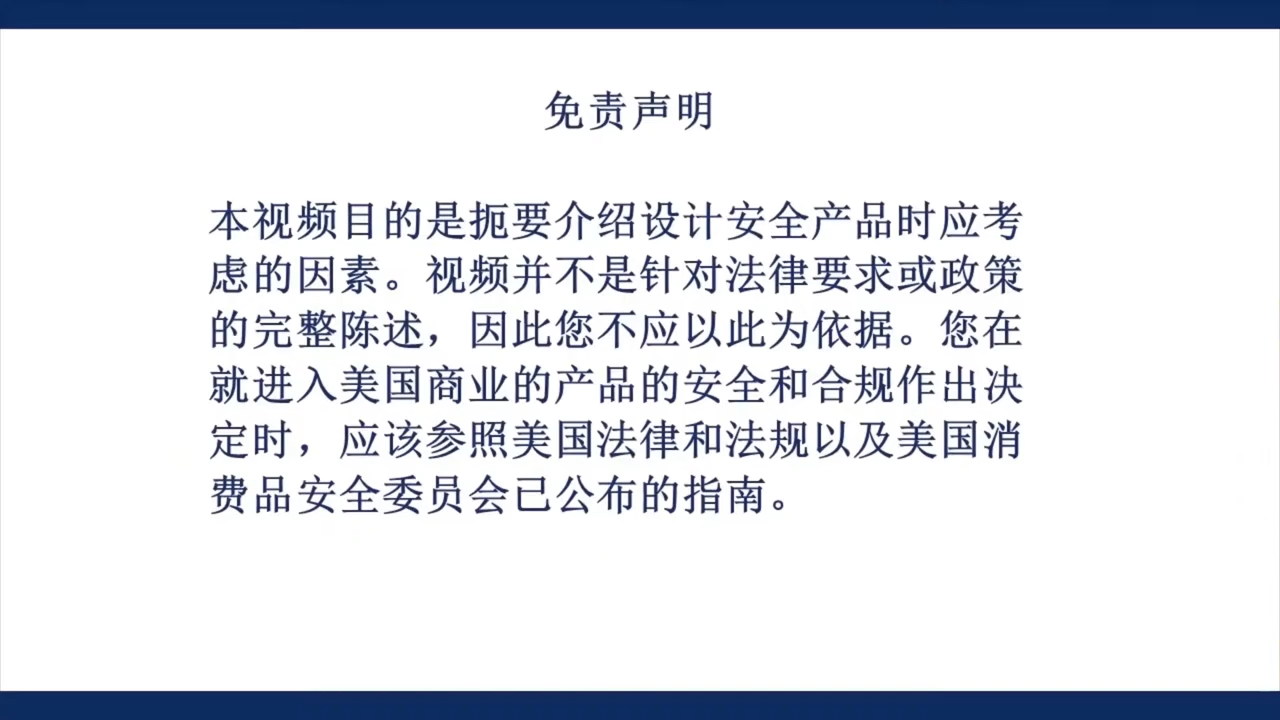 免责声明
本视频目的是扼要介绍设计安全产品时应考
虑的因素。视频并不是针对法律要求或政策
的完整陈述，因此您不应以此为依据。您在
就进入美国商业的产品的安全和合规作出决
定时，应该参照美国法律和法规以及美国消
费品安全委员会已公布的指南。